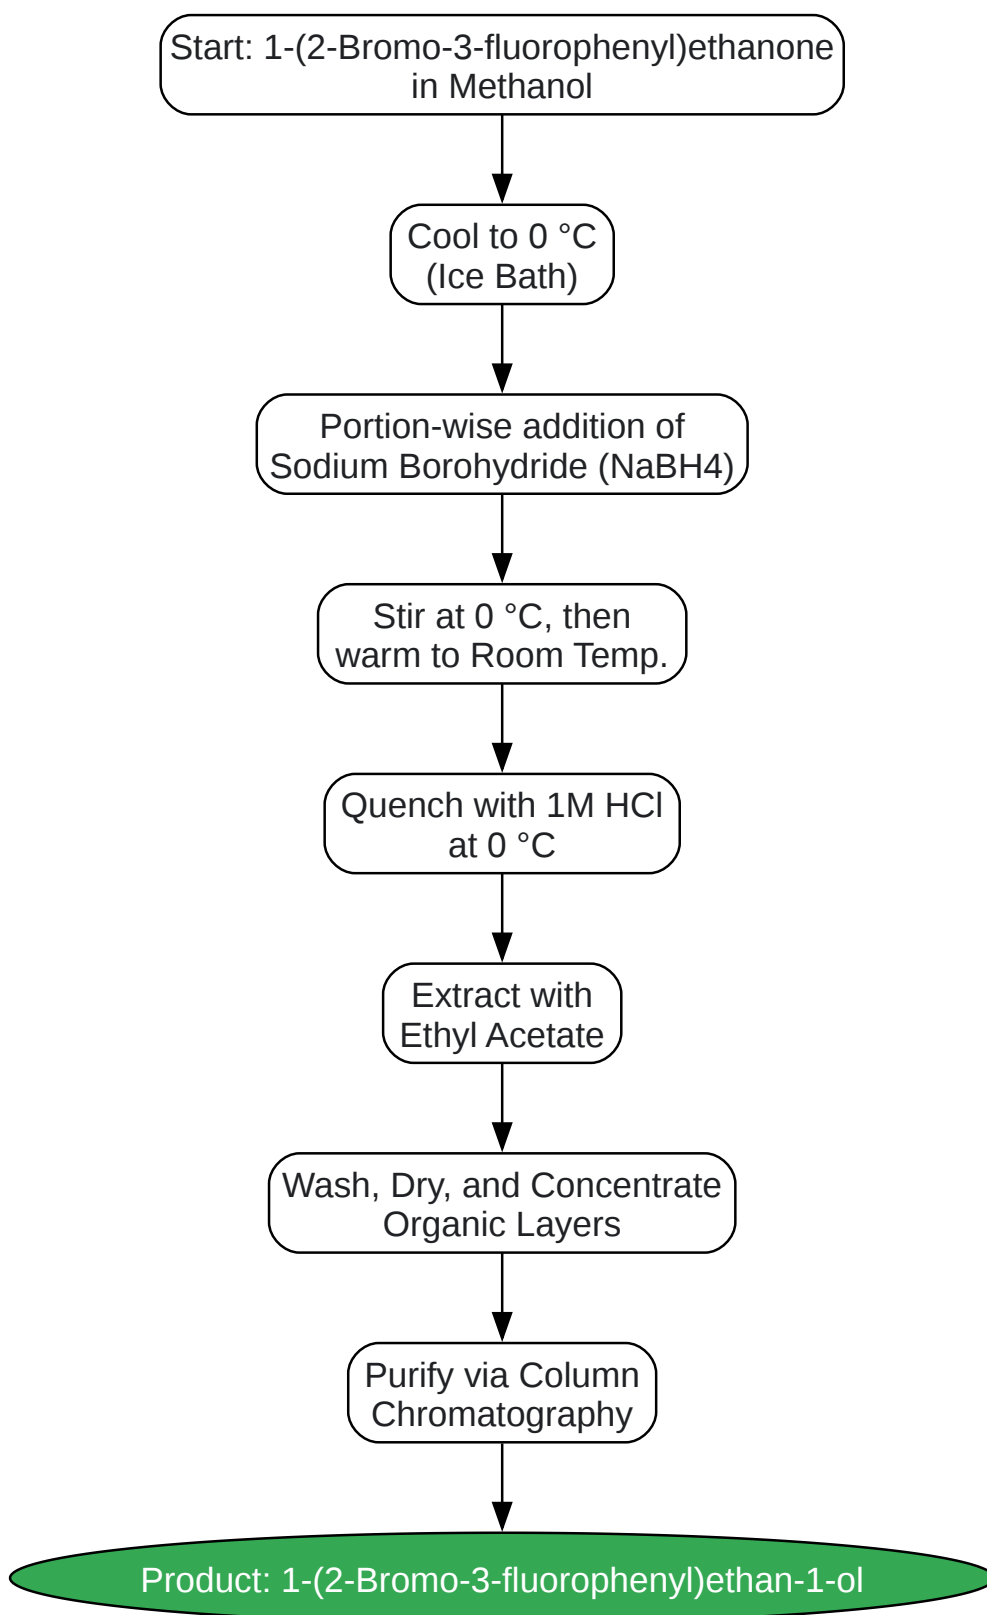 Start: 1-(2-Bromo-3-fluorophenyl)ethanone
in Methanol
Cool to 0 °C
(Ice Bath)
Portion-wise addition of
Sodium Borohydride (NaBH4)
Stir at 0 °C, then
warm to Room Temp.
Quench with 1M HCl
at 0 °C
Extract with
Ethyl Acetate
Wash, Dry, and Concentrate
Organic Layers
Purify via Column
Chromatography
Product: 1-(2-Bromo-3-fluorophenyl)ethan-1-ol